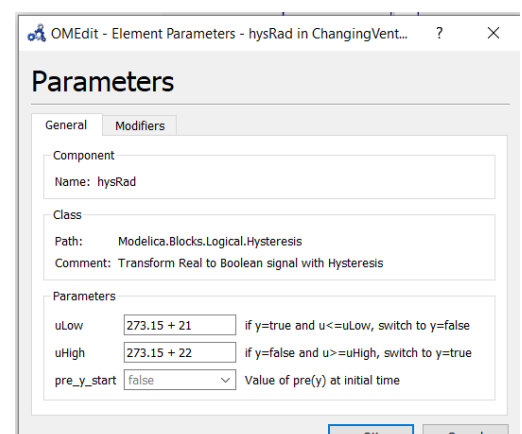 OMEdit - Element Parameters - hysRad in ChangingVent... ? ×
Parameters
General Modifiers
Component
Name: hysRad
Class
Path: Modelica.Blocks.Logical.Hysteresis
Comment: Transform Real to Boolean signal with Hysteresis
Parameters
uLow 273.15 + 21 if y=true and u<=uLow, switch to y=false
uHigh 273.15 + 22 if y=false and u>=uHigh, switch to y=true
pre_y_start false Value of pre(y) at initial time